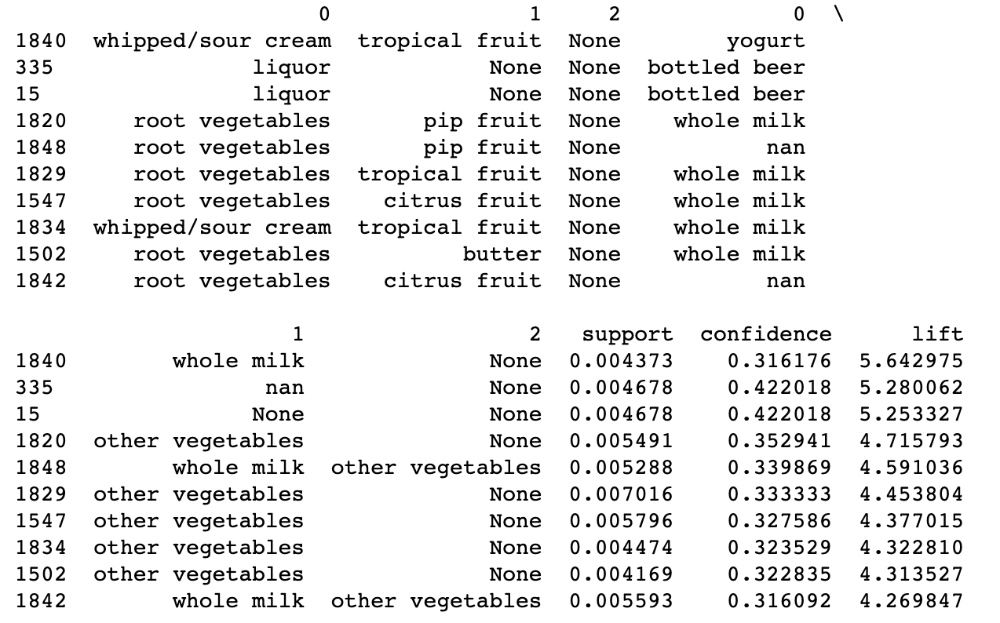 0 1 2 0 \
1840 whipped/sour cream tropical fruit None yogurt
335 liquor None None bottled beer
15 liquor None None bottled beer
1820 root vegetables pip fruit None whole milk
1848 root vegetables pip fruit None nan
1829 root vegetables tropical fruit None whole milk
1547 root vegetables citrus fruit None whole milk
1834 whipped/sour cream tropical fruit None whole milk
1502 root vegetables butter None whole milk
1842 root vegetables citrus fruit None nan
1 2 support confidence lift
1840 whole milk None 0.004373 0.316176 5.642975
335 nan None 0.004678 0.422018 5.280062
15 None None 0.004678 0.422018 5.253327
1820 other vegetables None 0.005491 0.352941 4.715793
1848 whole milk other vegetables 0.005288 0.339869 4.591036
1829 other vegetables None 0.007016 0.333333 4.453804
1547 other vegetables None 0.005796 0.327586 4.377015
1834 other vegetables None 0.004474 0.323529 4.322810
1502 other vegetables None 0.004169 0.322835 4.313527
1842 whole milk other vegetables 0.005593 0.316092 4.269847